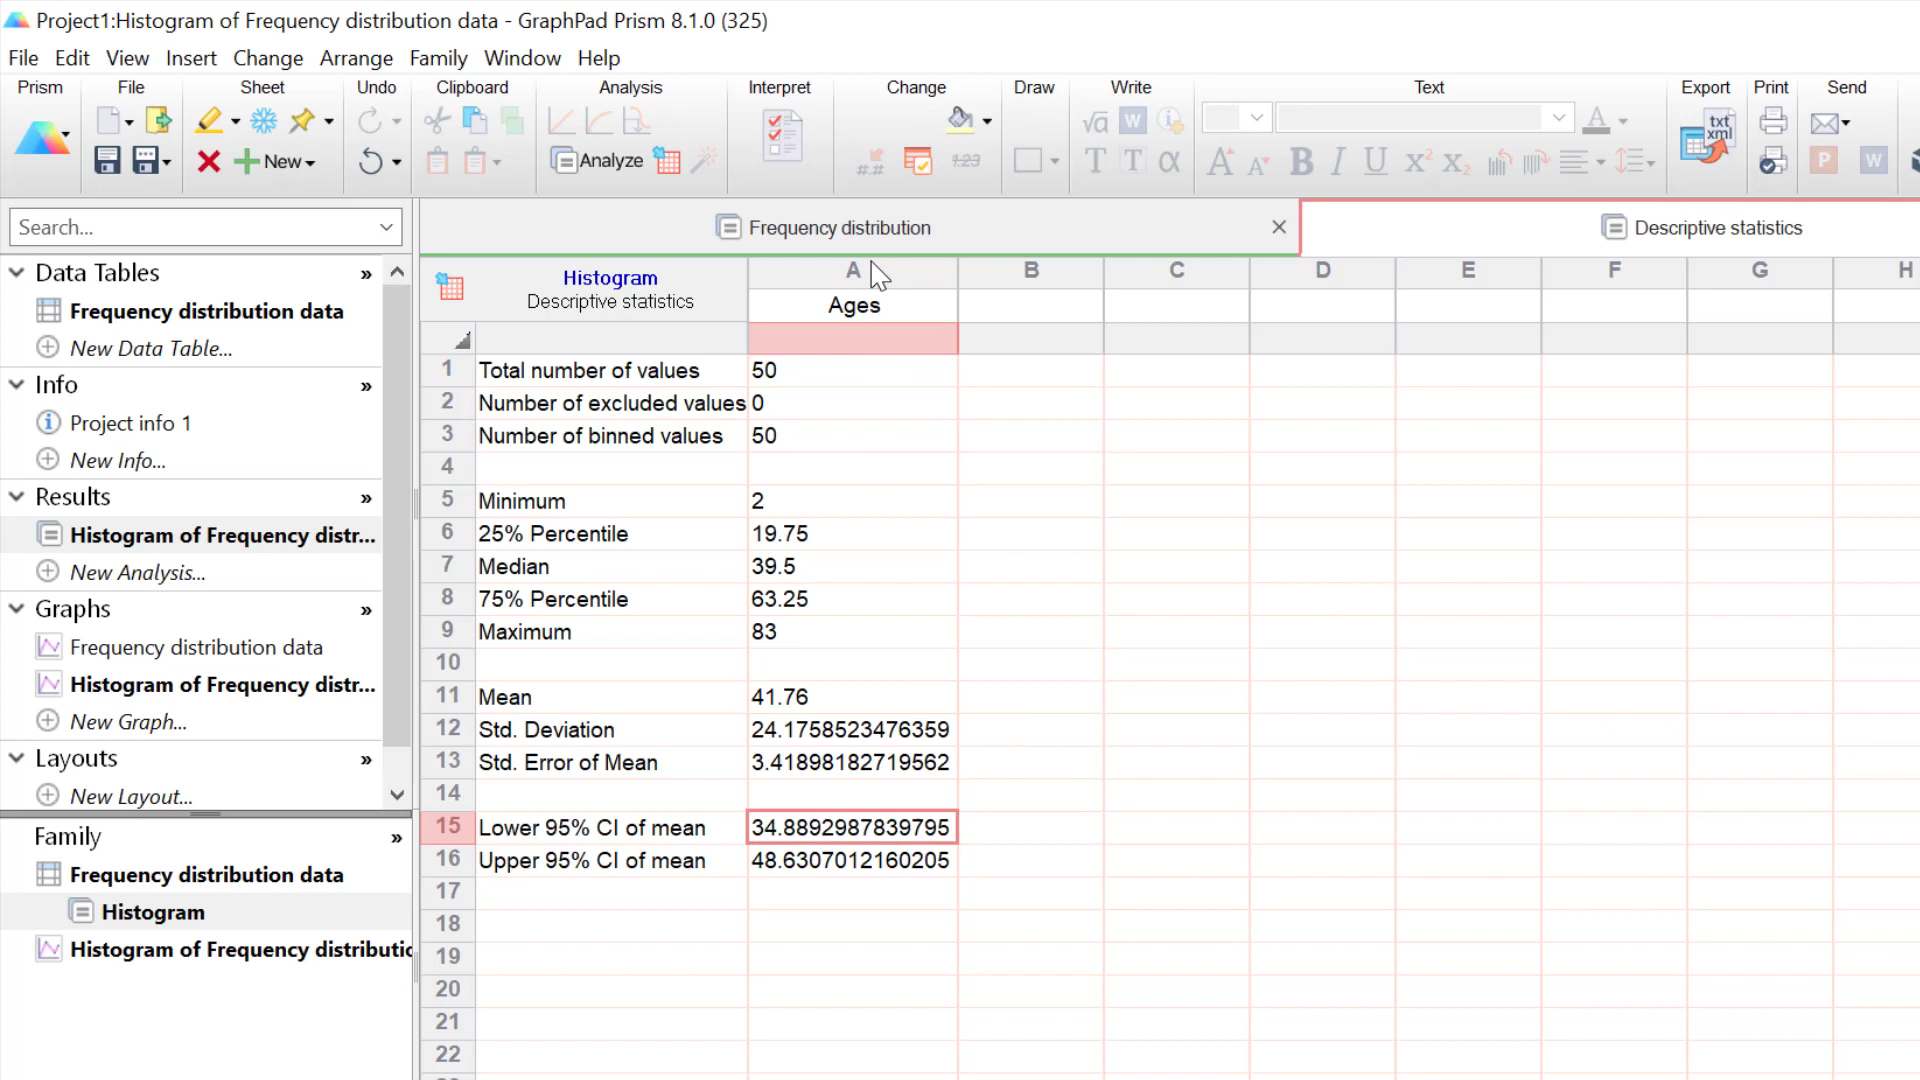 Project1:Histogram of Frequency distribution data - GraphPad Prism 8.1.0 (325)
File Edit View Insert Change Arrange Family Window Help
Prism File Sheet Undo Clipboard Analysis Interpret Change Draw Write Text Export Print Send
New
Analyze
Search...
Frequency distribution
Descriptive statistics
Data Tables
Frequency distribution data
New Data Table...
Info
Project info 1
New Info...
Results
Histogram of Frequency distr...
New Analysis...
Graphs
Frequency distribution data
Histogram of Frequency distr...
New Graph...
Layouts
New Layout...
Family
Frequency distribution data
Histogram
Histogram of Frequency distributic
Histogram
Descriptive statistics
A B C D E F G H
Ages
1 Total number of values 50
2 Number of excluded values 0
3 Number of binned values 50
4
5 Minimum 2
6 25% Percentile 19.75
7 Median 39.5
8 75% Percentile 63.25
9 Maximum 83
10
11 Mean 41.76
12 Std. Deviation 24.1758523476359
13 Std. Error of Mean 3.41898182719562
14
15 Lower 95% CI of mean 34.8892987839795
16 Upper 95% CI of mean 48.6307012160205
17
18
19
20
21
22